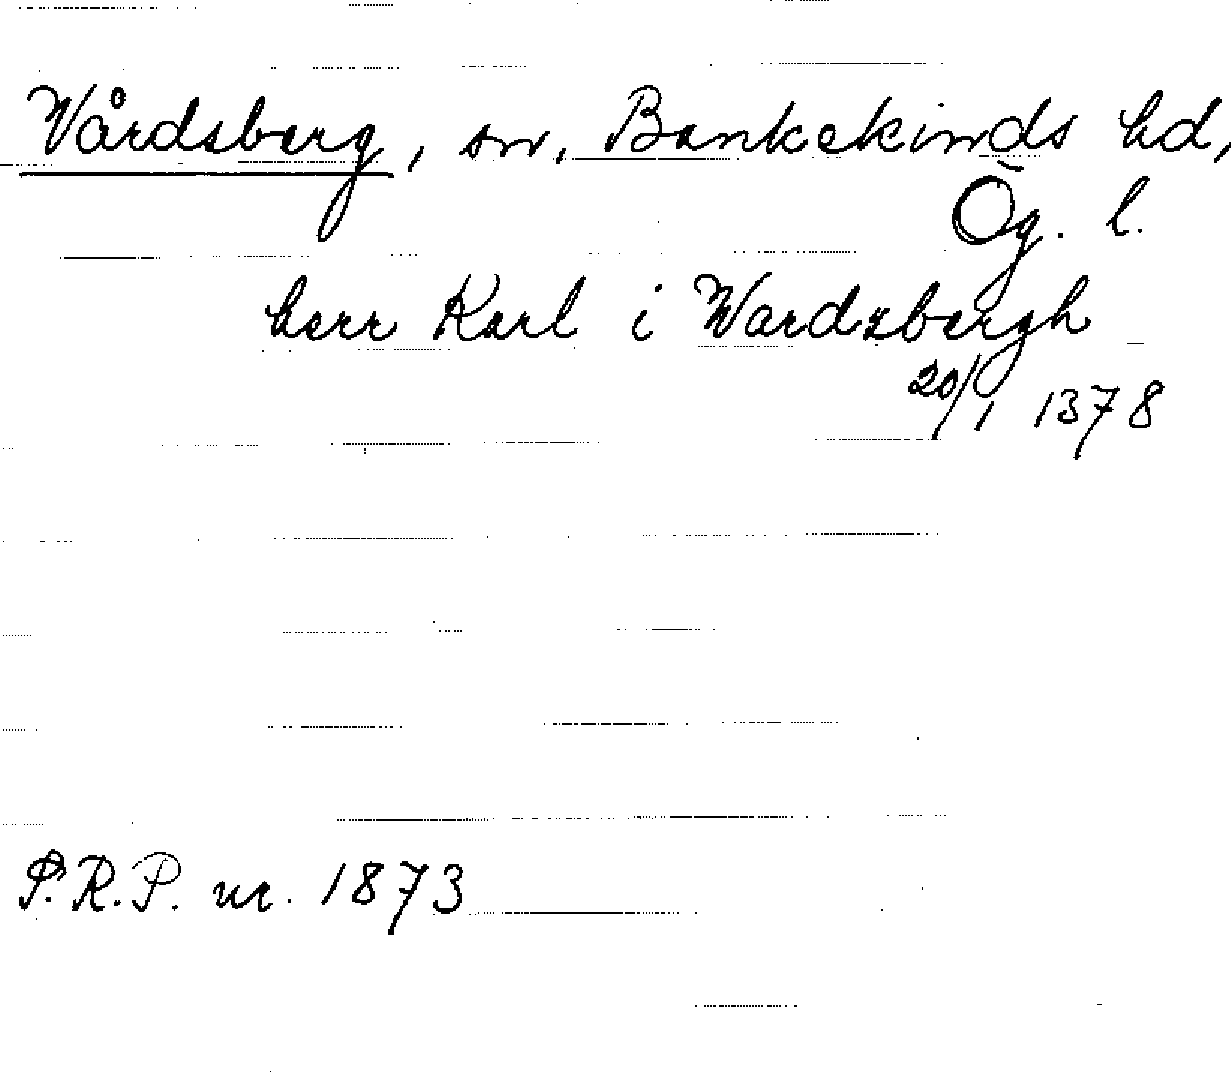 Vårdsberg, sn, Bankekinds hd,
Ög. l.
herr Karl i Wardzbergh
20/1 1378
S.R.P. nr. 1873